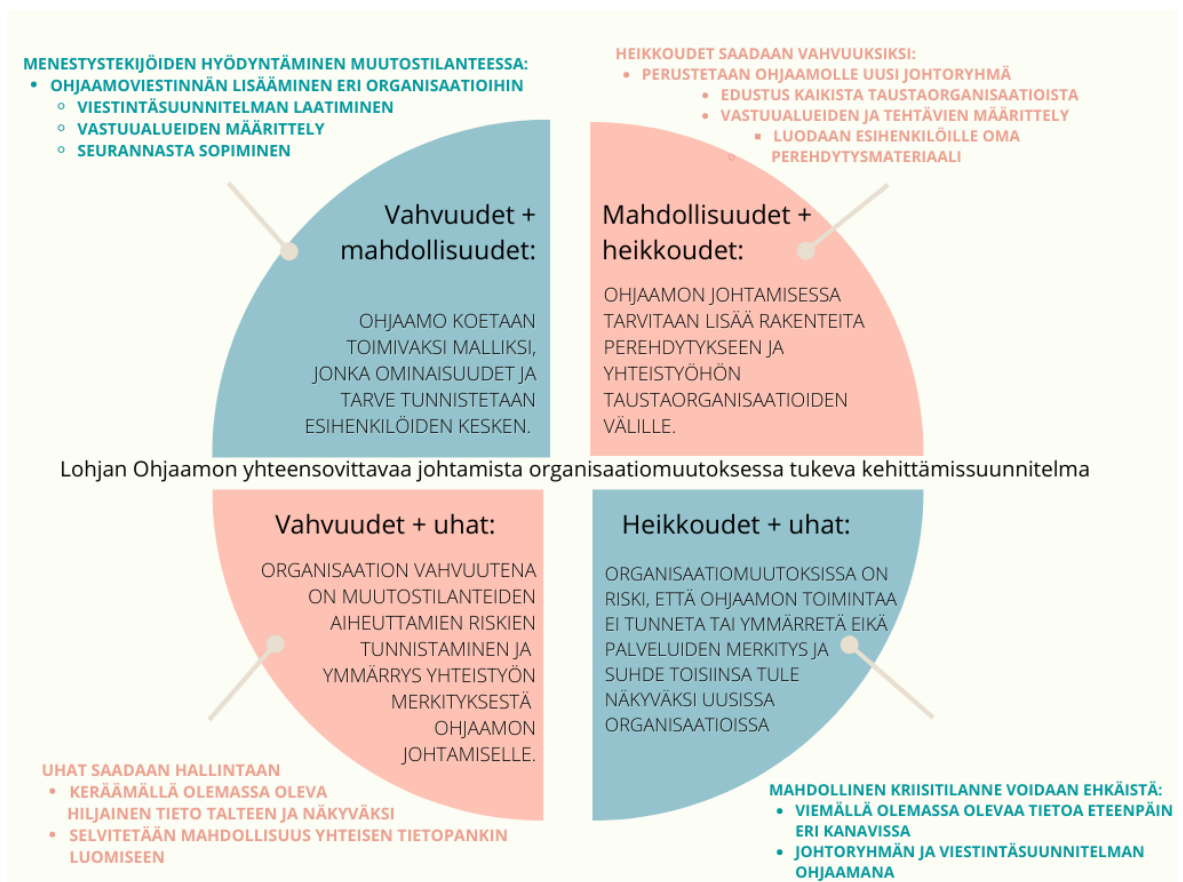 MENESTYSTEKIJÖIDEN HYÖDYNTÄMINEN MUUTOSTILANTEESSA:
OHJAAMOVIESTINNÄN LISÄÄMINEN ERI ORGANISAATIOIHIN
VIESTINTÄSUUNNITELMAN LAATIMINEN
VASTUUALUEIDEN MÄÄRITTELY
SEURANNASTA SOPIMINEN
HEIKKOUDET SAADAAN VAHVUUKSIKSI:
PERUSTETAAN OHJAAMOLLE UUSI JOHTORYHMÄ
EDUSTUS KAIKISTA TAUSTAORGANISAATIOISTA
VASTUUALUEIDEN JA TEHTÄVIEN MÄÄRITTELY
LUODAAN ESIHENKILÖILLE OMA
PEREHDYTYSMATERIAALI
Vahvuudet +
mahdollisuudet:
OHJAAMO KOETAAN
TOIMIVAKSI MALLIKSI,
JONKA OMINAISUUDET JA
TARVE TUNNISTETAAN
ESIHENKILÖIDEN KESKEN.
Mahdollisuudet +
heikkoudet:
OHJAAMON JOHTAMISESSA
TARVITAAN LISÄÄ RAKENTEITA
PEREHDYTYKSEEN JA
YHTEISTYÖHÖN
TAUSTAORGANISAATIOIDEN
VÄLILLE.
Lohjan Ohjaamon yhteensovittavaa johtamista organisaatiomuutoksessa tukeva kehittämissuunnitelma
Vahvuudet + uhat:
ORGANISAATION VAHVUUTENA
ON MUUTOSTILANTEIDEN
AIHEUTTAMIEN RISKIEN
TUNNISTAMINEN JA
YMMÄRRYS YHTEISTYÖN
MERKITYKSESTÄ
OHJAAMON
JOHTAMISELLE.
Heikkoudet + uhat:
ORGANISAATIOMUUTOKSISSA ON
RISKI, ETTÄ OHJAAMON TOIMINTAA
EI TUNNETA TAI YMMÄRRETÄ EIKÄ
PALVELUIDEN MERKITYS JA
SUHDE TOISIINSA TULE
NÄKYVÄKSI UUSISSA
ORGANISAATIOISSA
UHAT SAADAAN HALLINTAAN
KERÄÄMÄLLÄ OLEMASSA OLEVA
HILJAINEN TIETO TALTEEN JA NÄKYVÄKSI
SELVITETÄÄN MAHDOLLISUUS YHTEISEN TIETOPANKIN
LUOMISEEN
MAHDOLLINEN KRIISITILANNE VOIDAAN EHKÄISTÄ:
VIEMÄLLÄ OLEMASSA OLEVAA TIETOA ETEENPÄIN
ERI KANAVISSA
JOHTORYHMÄN JA VIESTINTÄSUUNNITELMAN
OHJAAMANA